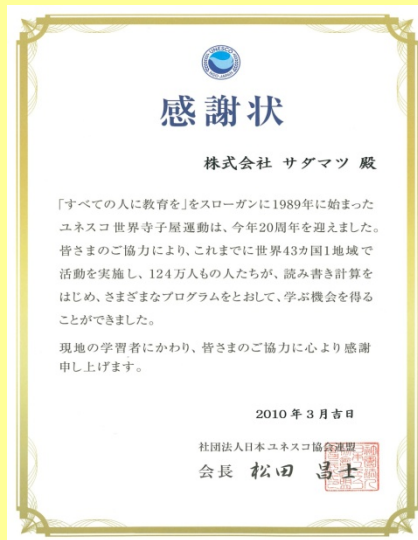 感謝状
株式会社 サダマツ 殿
「すべての人に教育を」をスローガンに1989年に始まった
ユネスコ世界寺子屋運動は、今年20周年を迎えました。
皆さまのご協力により、これまでに世界43カ国1地域で
活動を実施し、124万人もの人たちが、読み書き計算を
はじめ、さまざまなプログラムをとおして、学ぶ機会を得る
ことができました。
現地の学習者にかわり、皆さまのご協力に心より感謝
申し上げます。
2010年3月吉日
社団法人日本ユネスコ協会連盟
会長 松田 昌士